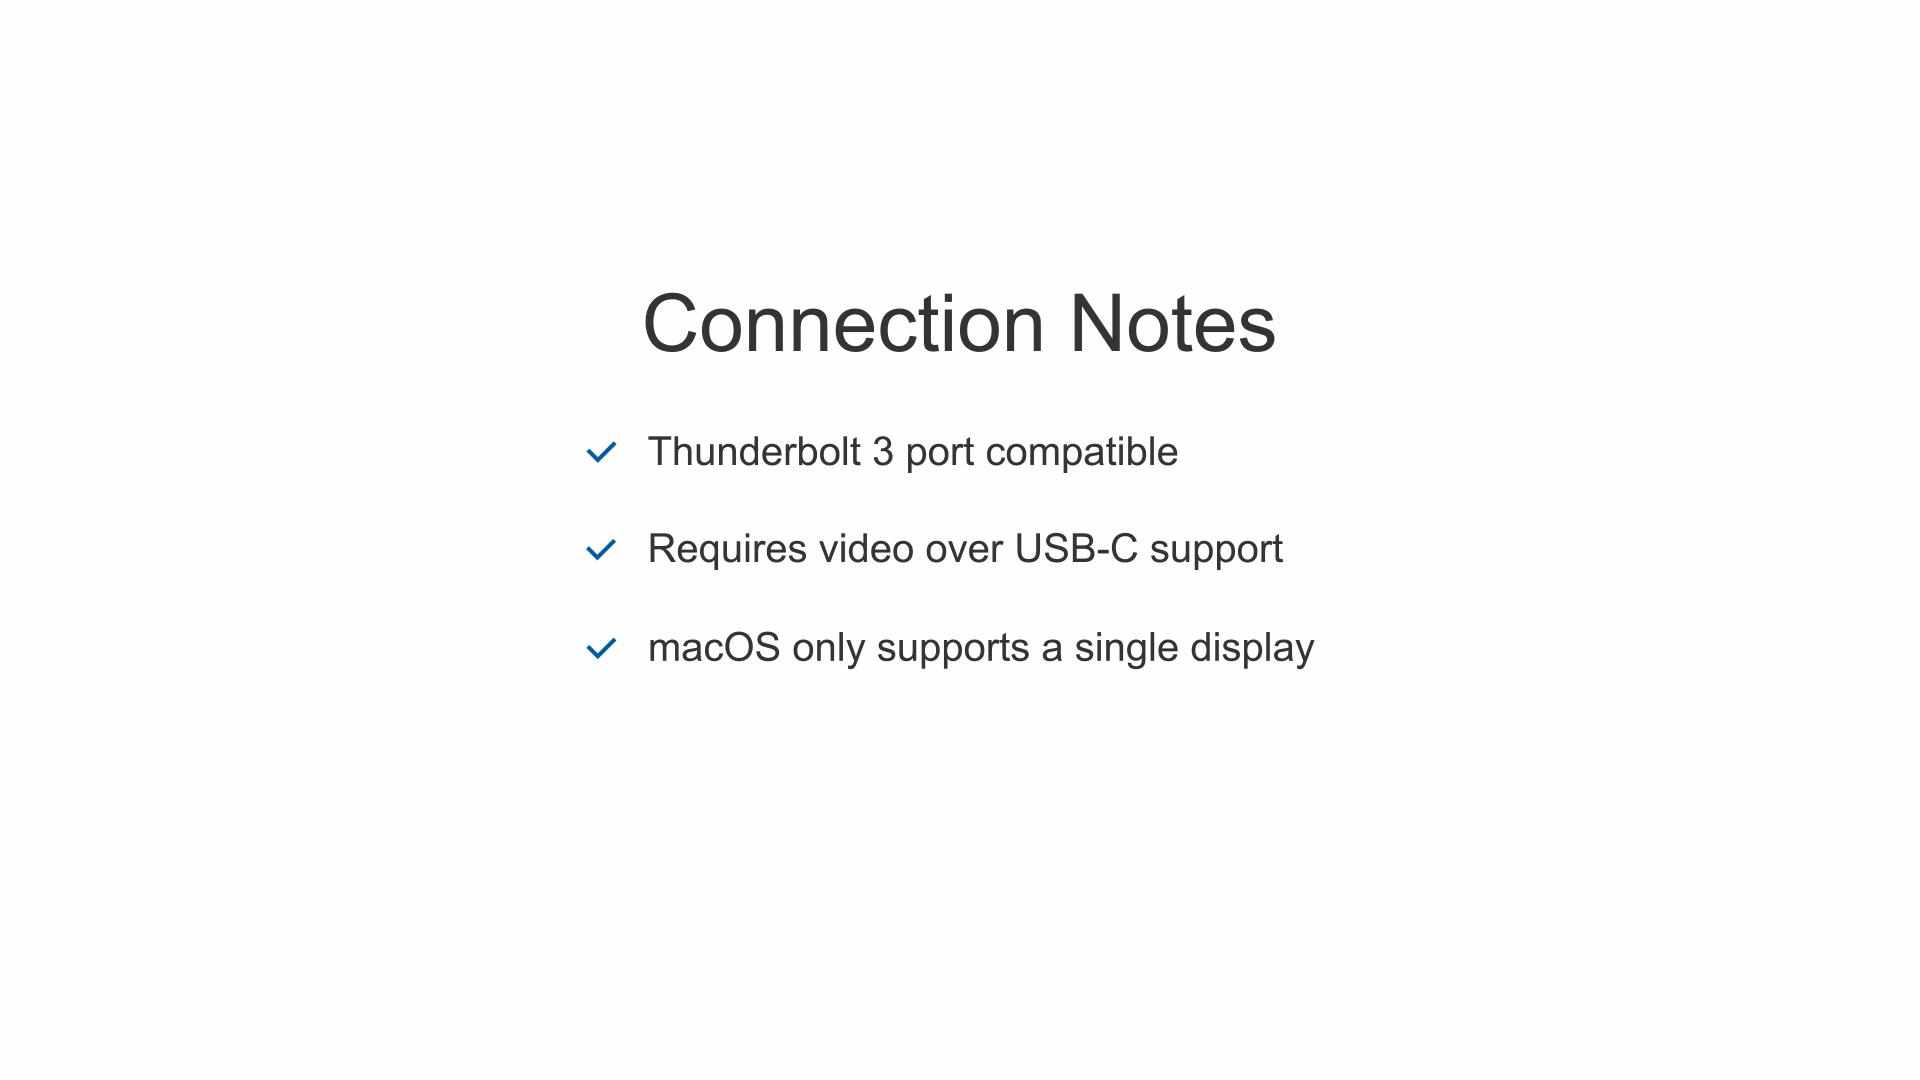 Connection Notes
Thunderbolt 3 port compatible
Requires video over USB-C support
macOS only supports a single display